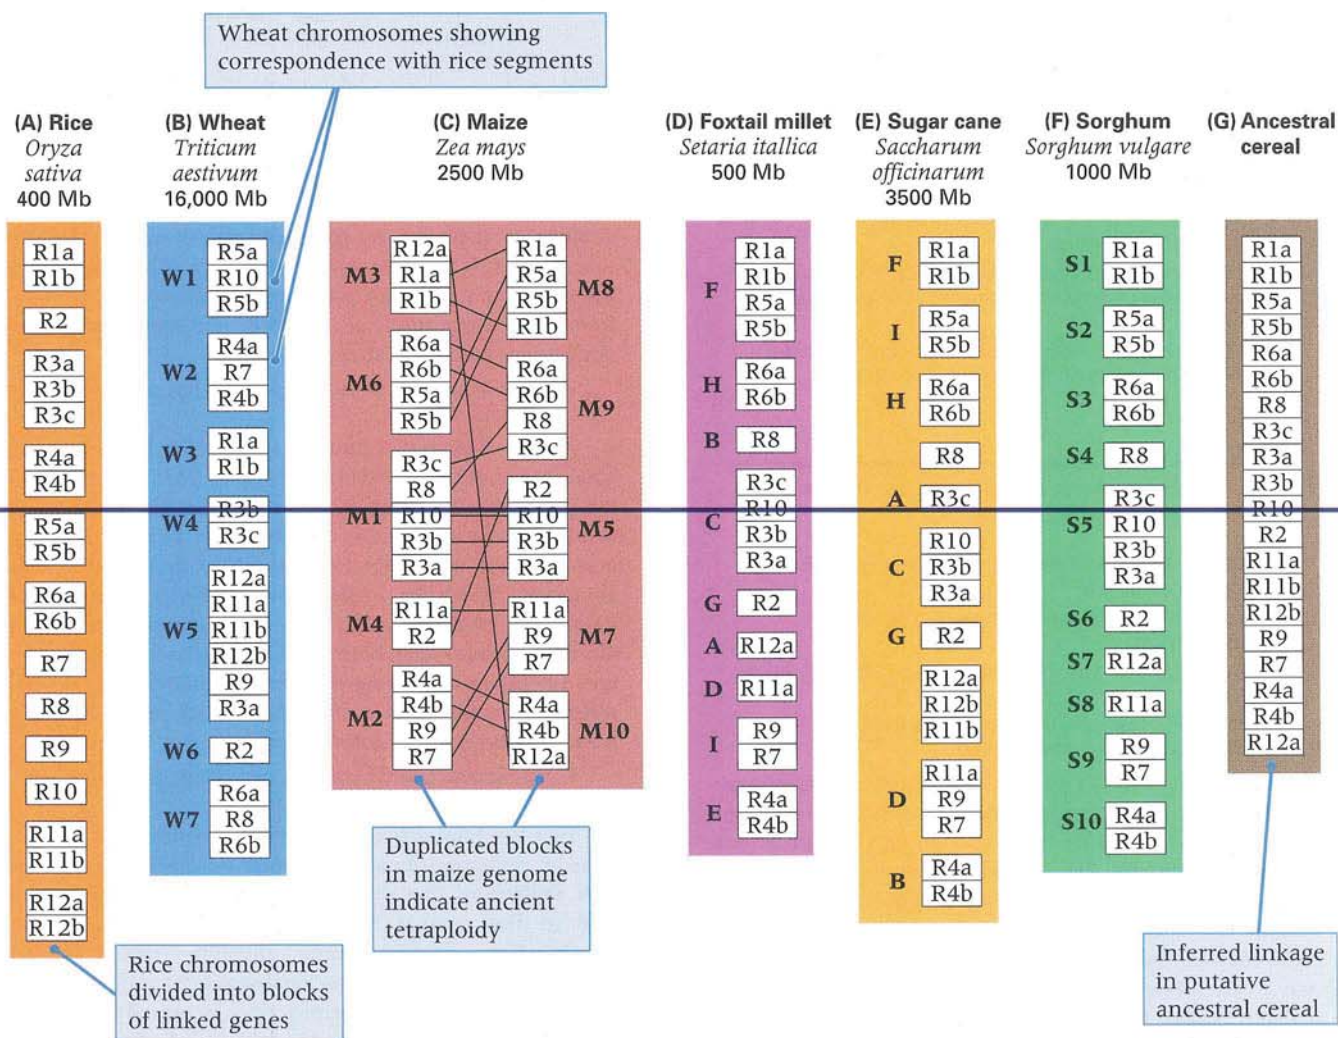 Wheat chromosomes showing
correspondence with rice segments
(A) Rice
Oryza
sativa
400 Mb
R1a
R1b
R2
R3a
R3b
R3c
R4a
R4b
R5a
R5b
R6a
R6b
R7
R8
R9
R10
R11a
R11b
R12a
R12b
Rice chromosomes
divided into blocks
of linked genes
(B) Wheat
Triticum
aestivum
16,000 Mb
W1
R5a
R10
R5b
W2
R4a
R7
R4b
W3
R1a
R1b
W4
R3b
R3c
W5
R12a
R11a
R11b
R12b
R9
R3a
W6
R2
W7
R6a
R8
R6b
(C) Maize
Zea mays
2500 Mb
M3
R12a
R1a
R1b
M6
R6a
R6b
R5a
R5b
M1
R3c
R8
R10
R3b
R3a
M4
R11a
R2
M2
R4a
R4b
R9
R7
R1a
R5a
R5b
R1b
M8
R6a
R6b
R8
R3c
M9
R2
R10
R3b
R3a
M5
R11a
R9
R7
M7
R4a
R4b
R12a
M10
Duplicated blocks
in maize genome
indicate ancient
tetraploidy
(D) Foxtail millet
Setaria itallica
500 Mb
F
R1a
R1b
R5a
R5b
H
R6a
R6b
B
R8
C
R3c
R10
R3b
R3a
G
R2
A
R12a
D
R11a
I
R9
R7
E
R4a
R4b
(E) Sugar cane
Saccharum
officinarum
3500 Mb
F
R1a
R1b
I
R5a
R5b
H
R6a
R6b
R8
A
R3c
C
R10
R3b
R3a
G
R2
R12a
R12b
R11b
D
R11a
R9
R7
B
R4a
R4b
(F) Sorghum
Sorghum vulgare
1000 Mb
S1
R1a
R1b
S2
R5a
R5b
S3
R6a
R6b
S4
R8
S5
R3c
R10
R3b
R3a
S6
R2
S7
R12a
S8
R11a
S9
R9
R7
S10
R4a
R4b
(G) Ancestral
cereal
R1a
R1b
R5a
R5b
R6a
R6b
R8
R3c
R3a
R3b
R10
R2
R11a
R11b
R12b
R9
R7
R4a
R4b
R12a
Inferred linkage
in putative
ancestral cereal